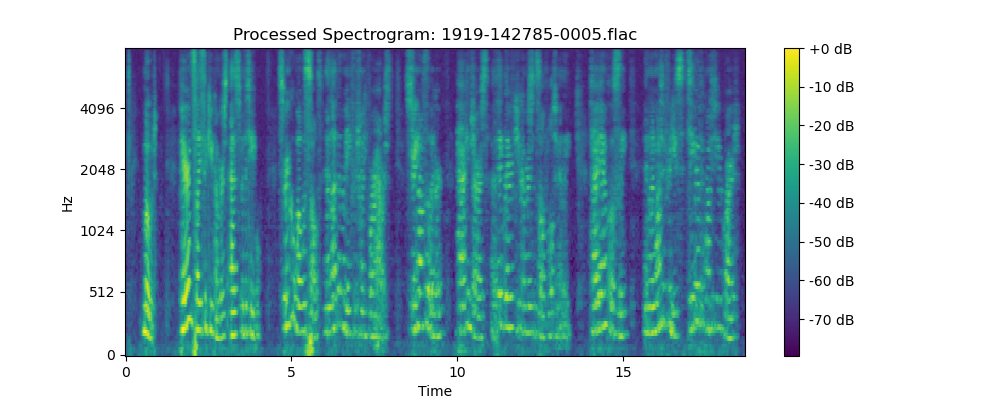 Processed Spectrogram: 1919-142785-0005.flac
+0 dB
-10 dB
-20 dB
-30 dB
-40 dB
-50 dB
-60 dB
-70 dB
4096
2048
1024
512
0
Hz
0
5
10
15
Time